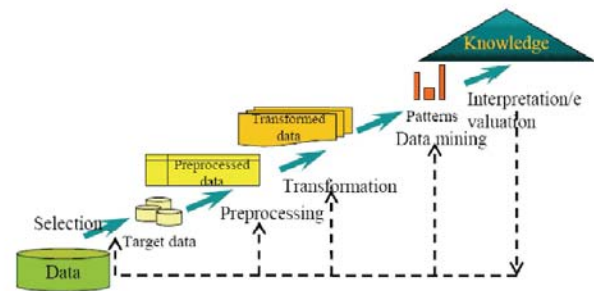 Knowledge
Interpretation/e
valuation
Patterns
Data mining
Transformed
data
Transformation
Preprocessed
data
Preprocessing
Selection
Target data
Data